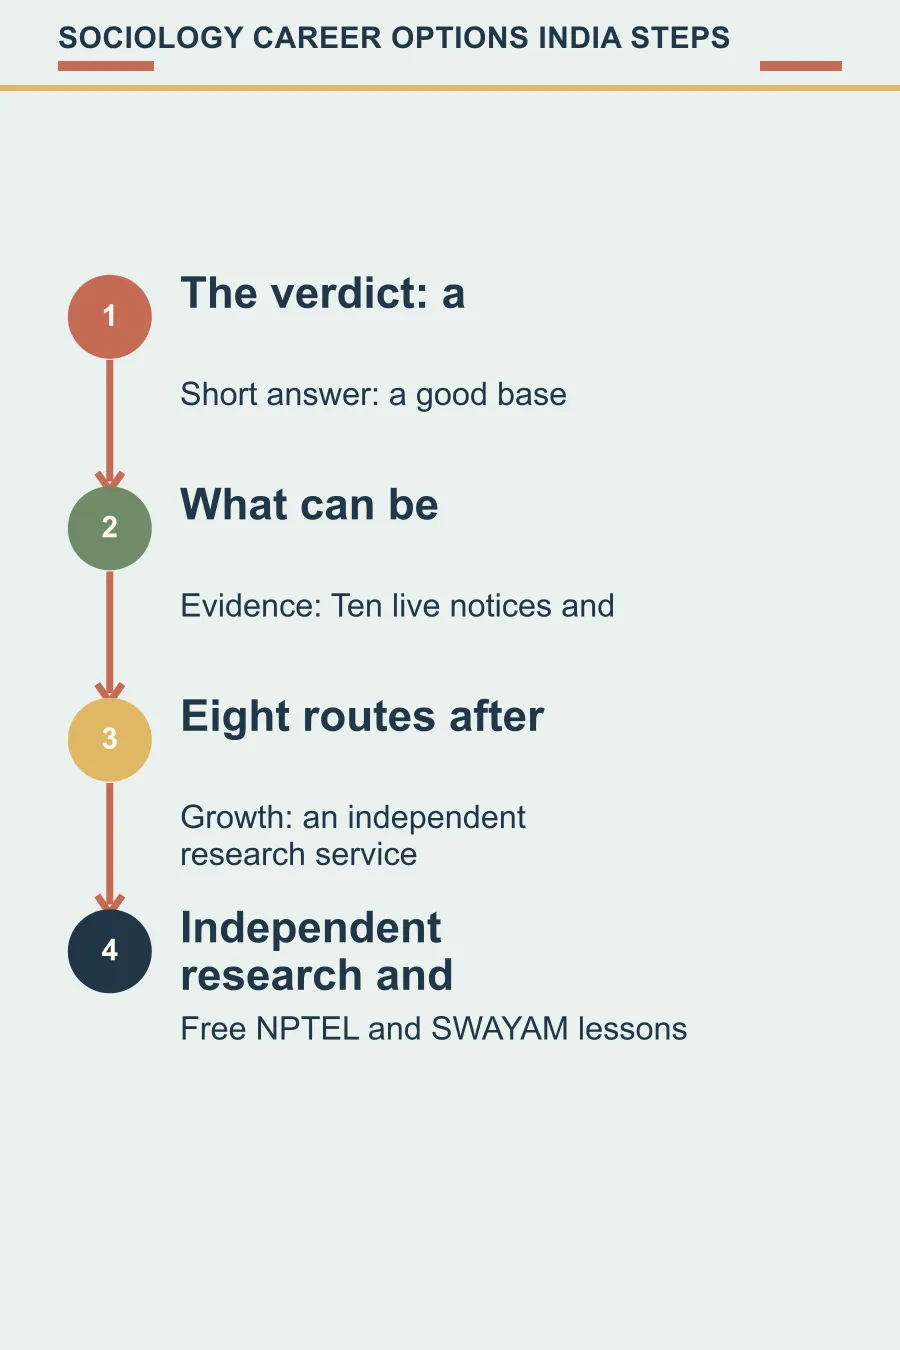 SOCIOLOGY CAREER OPTIONS INDIA STEPS
1
The verdict: a
Short answer: a good base
2
What can be
Evidence: Ten live notices and
3
Eight routes after
Growth: an independent
research service
4
Independent
research and
Free NPTEL and SWAYAM lessons